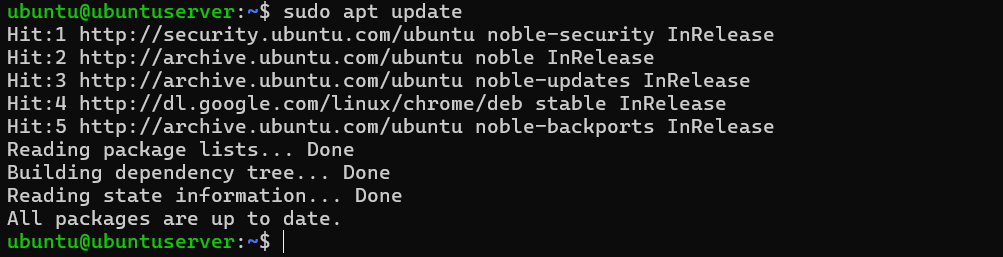 ubuntu@ubuntuserver:~$ sudo apt update
Hit:1 http://security.ubuntu.com/ubuntu noble-security InRelease
Hit:2 http://archive.ubuntu.com/ubuntu noble InRelease
Hit:3 http://archive.ubuntu.com/ubuntu noble-updates InRelease
Hit:4 http://dl.google.com/linux/chrome/deb stable InRelease
Hit:5 http://archive.ubuntu.com/ubuntu noble-backports InRelease
Reading package lists... Done
Building dependency tree... Done
Reading state information... Done
All packages are up to date.
ubuntu@ubuntuserver:~$